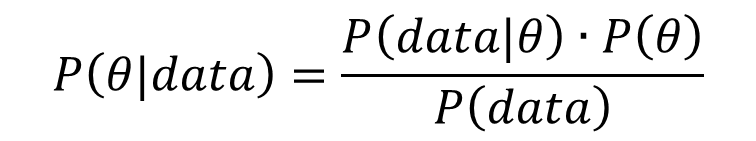 P(θ|data) = P(data|θ) · P(θ) / P(data)